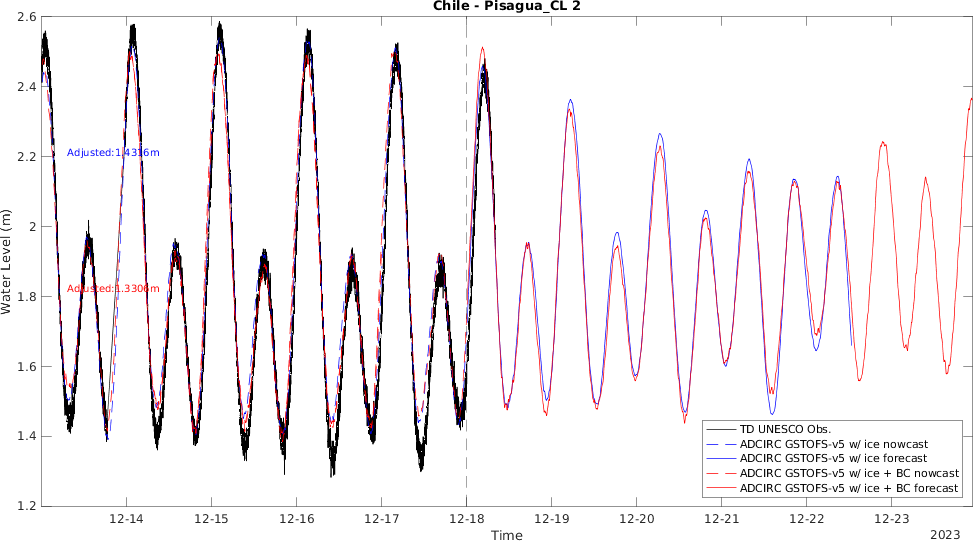 Chile - Pisagua_CL 2
2.6
2.4
2.2
2
1.8
1.6
1.4
1.2
Water Level (m)
Adjusted:1.4316m
Adjusted:1.3306m
TD UNESCO Obs.
ADCIRC GSTOFS-v5 w/ ice nowcast
ADCIRC GSTOFS-v5 w/ ice forecast
ADCIRC GSTOFS-v5 w/ ice + BC nowcast
ADCIRC GSTOFS-v5 w/ ice + BC forecast
12-14 12-15 12-16 12-17 12-18 12-19 12-20 12-21 12-22 12-23
Time
2023